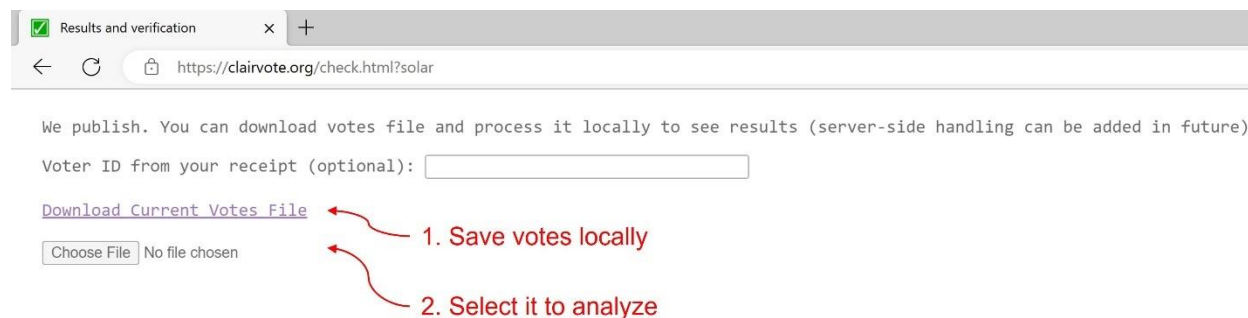 Results and verification
https://clairvote.org/check.html?solar
We publish. You can download votes file and process it locally to see results (server-side handling can be added in future)
Voter ID from your receipt (optional):
Download Current Votes File
1. Save votes locally
Choose File No file chosen
2. Select it to analyze